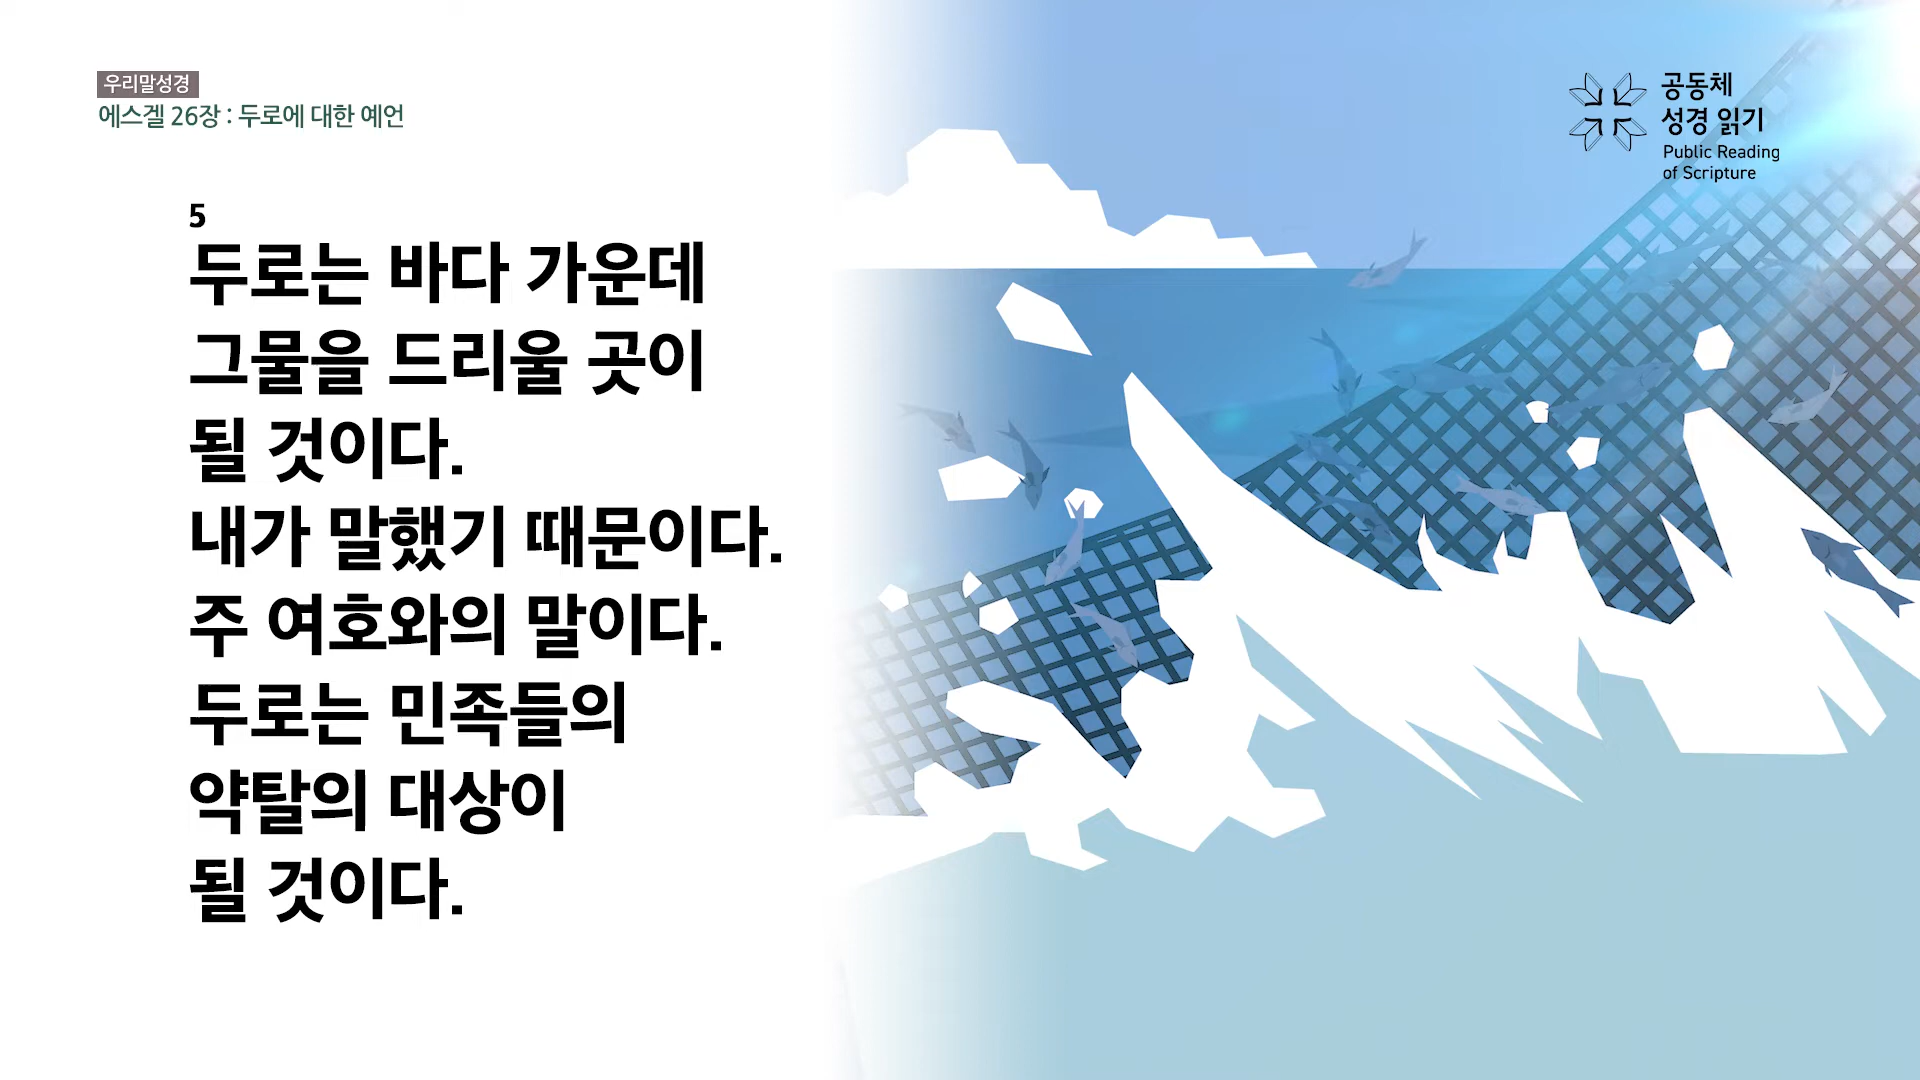 우리말성경
에스겔 26장 : 두로에 대한 예언
공동체
성경 읽기
Public Reading
of Scripture
5
두로는 바다 가운데
그물을 드리울 곳이
될 것이다.
내가 말했기 때문이다.
주 여호와의 말이다.
두로는 민족들의
약탈의 대상이
될 것이다.